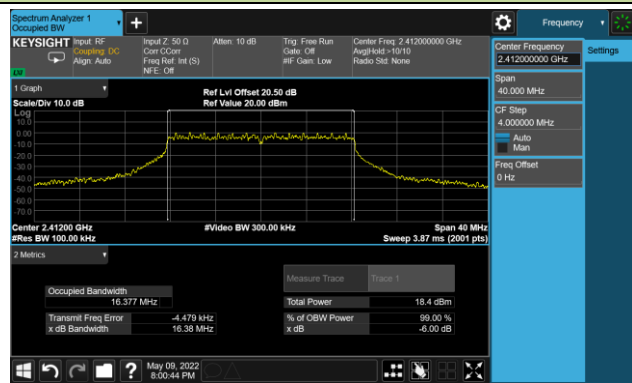 Spectrum Analyzer 1
Occupied BW
Frequency
KEYSIGHT
Input: RF
Coupling: DC
Align: Auto
Input Z: 50 Ω
Corr CCorr
Freq Ref: Int (S)
NFE: Off
Atten: 10 dB
Trig: Free Run
Gate: Off
#IF Gain: Low
Center Freq: 2.412000000 GHz
Avg|Hold:>10/10
Radio Std: None
Center Frequency
2.412000000 GHz
Settings
Span
40.000 MHz
CF Step
4.000000 MHz
Auto
Man
Freq Offset
0 Hz
1 Graph
Scale/Div 10.0 dB
Ref Lvl Offset 20.50 dB
Ref Value 20.00 dBm
Log
10.0
0.00
-10.0
-20.0
-30.0
-40.0
-50.0
-60.0
-70.0
Center 2.41200 GHz
#Res BW 100.00 kHz
#Video BW 300.00 kHz
Span 40 MHz
Sweep 3.87 ms (2001 pts)
2 Metrics
Measure Trace
Trace 1
Occupied Bandwidth
16.377 MHz
Total Power
18.4 dBm
Transmit Freq Error
-4.479 kHz
% of OBW Power
99.00 %
x dB Bandwidth
16.38 MHz
x dB
-6.00 dB
?
May 09, 2022
8:00:44 PM